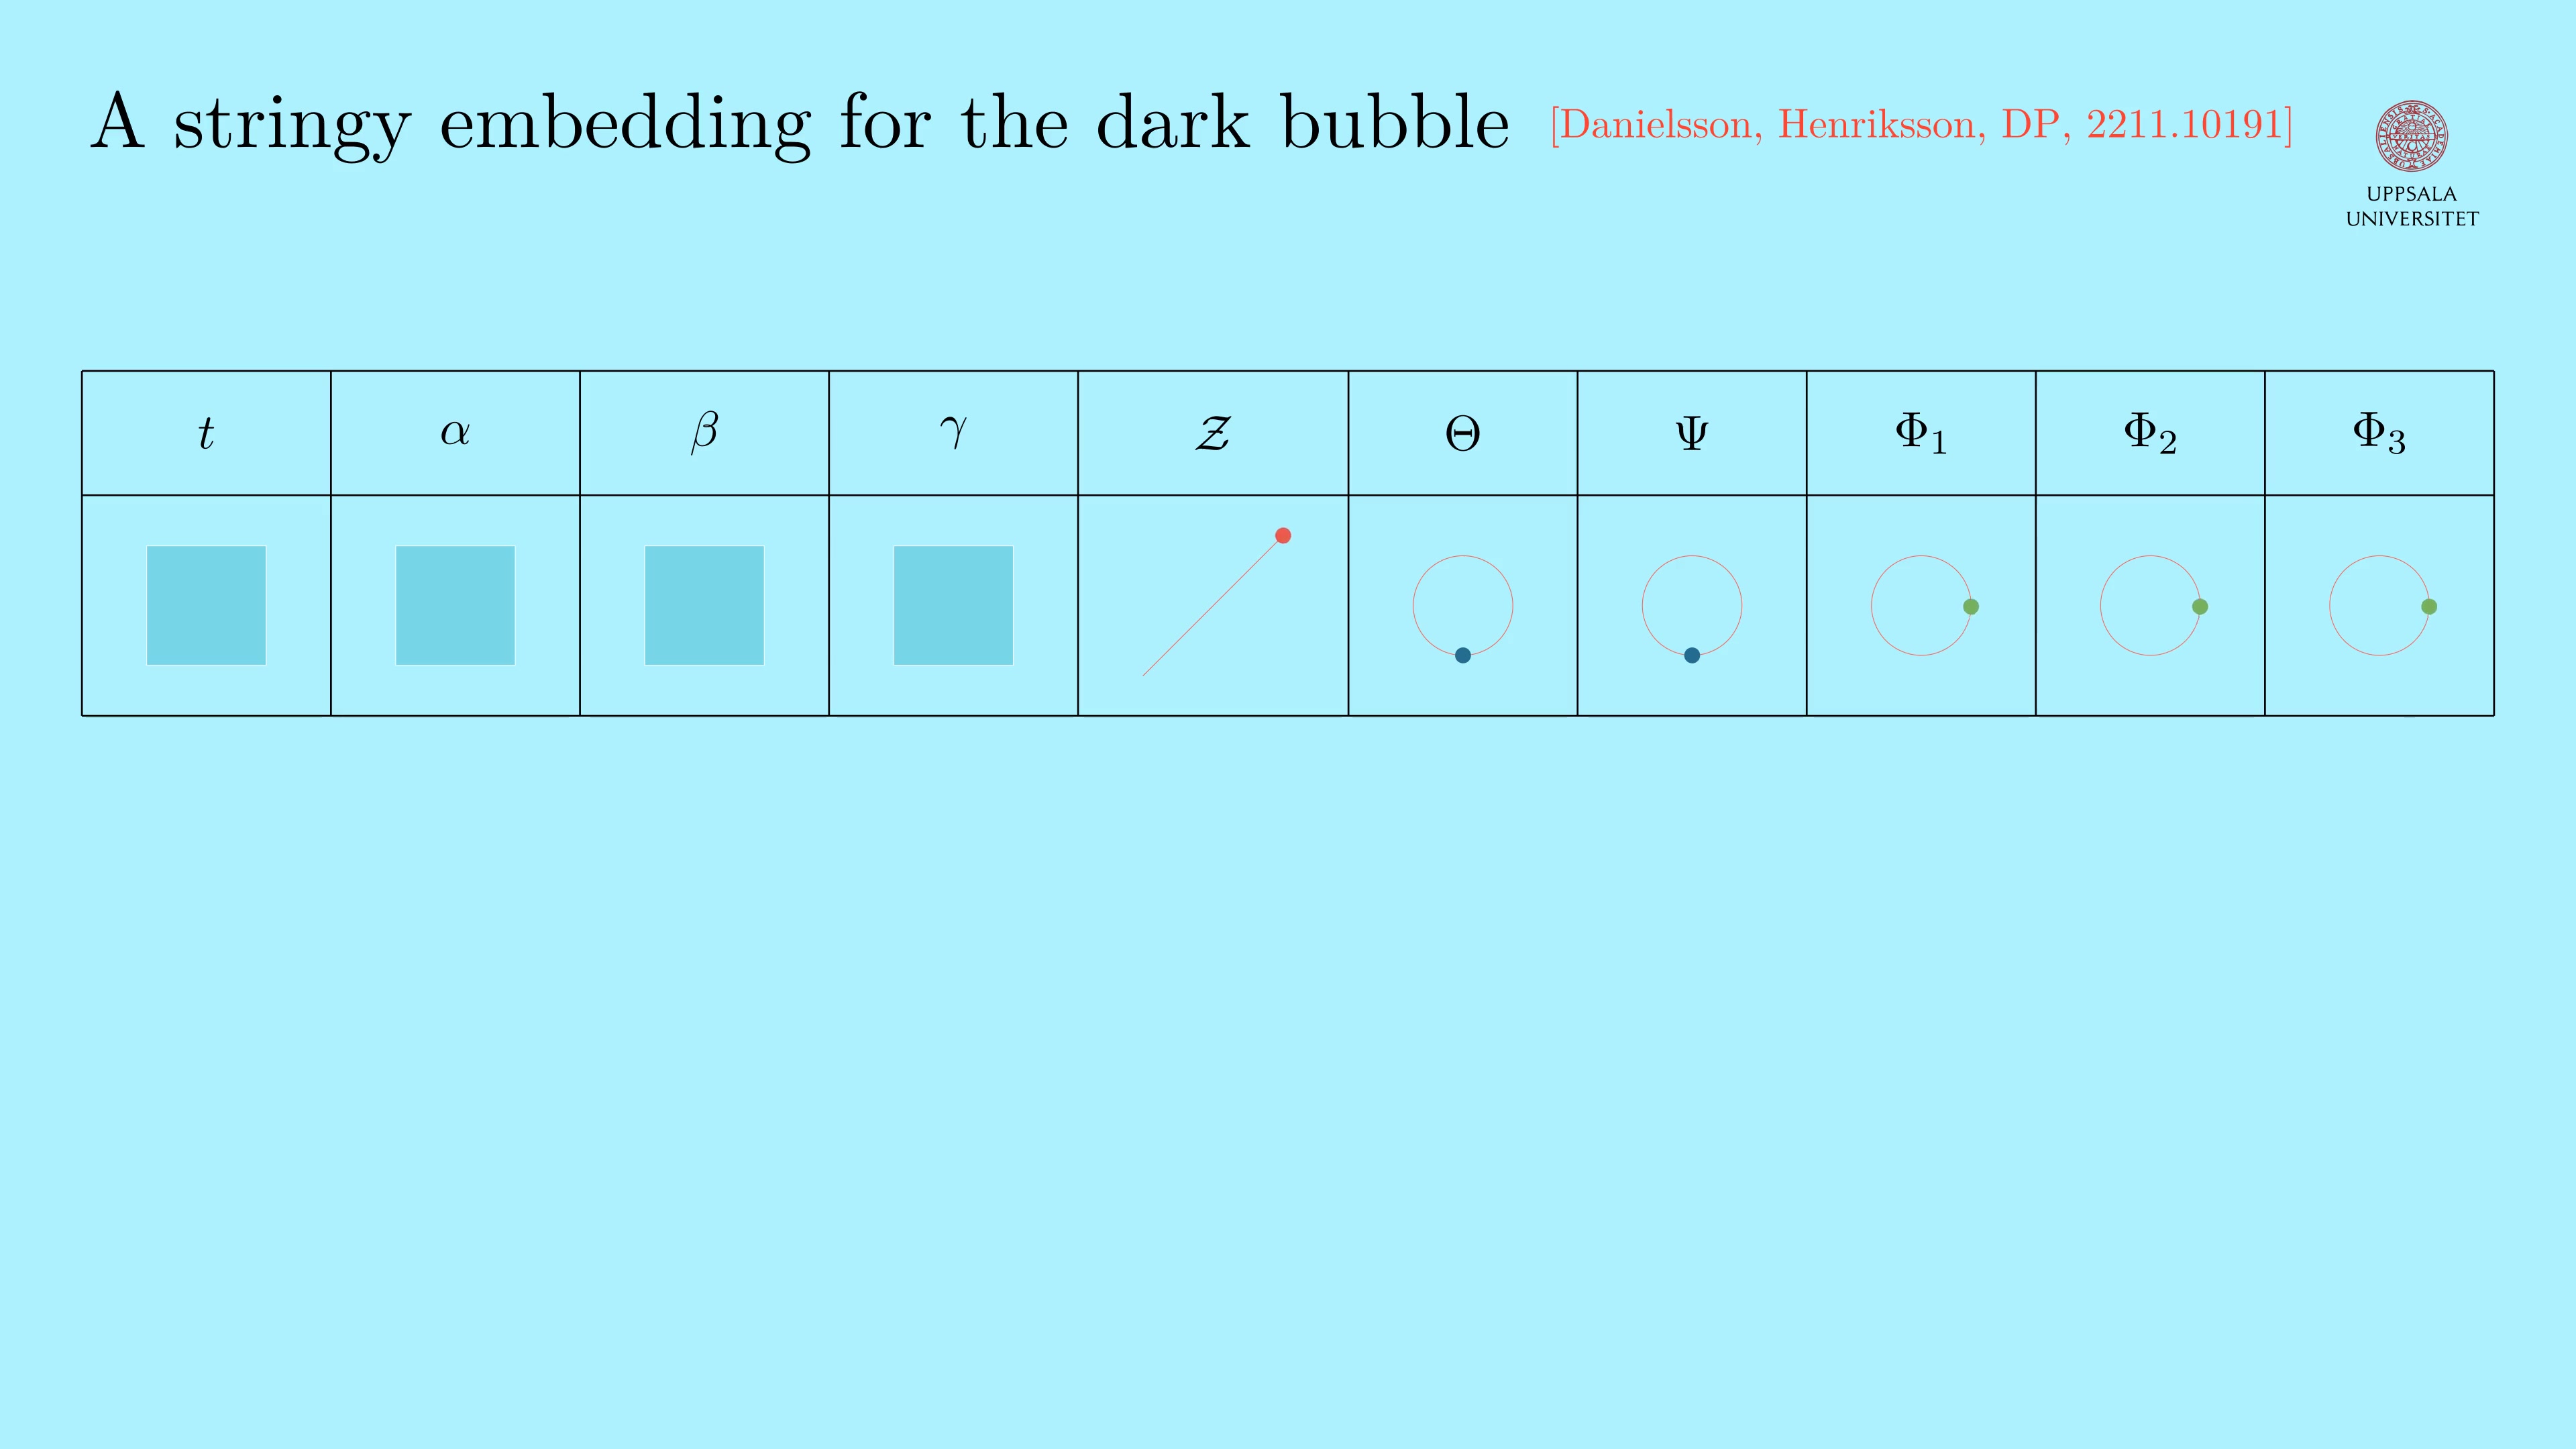 A stringy embedding for the dark bubble [Danielsson, Henriksson, DP, 2211.10191]
UPPSALA
UNIVERSITET
t α β γ 𝒵 Θ Ψ Φ₁ Φ₂ Φ₃